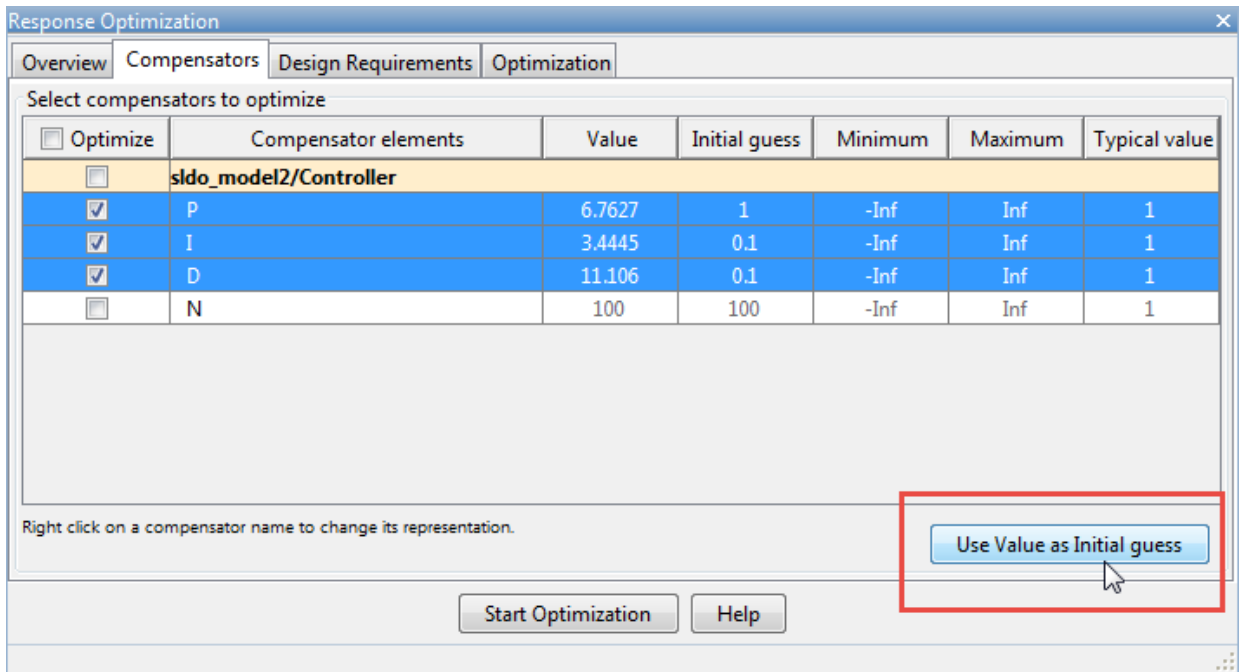 Response Optimization
Overview Compensators Design Requirements Optimization
Select compensators to optimize
Optimize Compensator elements Value Initial guess Minimum Maximum Typical value
sldo_model2/Controller
P 6.7627 1 -Inf Inf 1
I 3.4445 0.1 -Inf Inf 1
D 11.106 0.1 -Inf Inf 1
N 100 100 -Inf Inf 1
Right click on a compensator name to change its representation.
Use Value as Initial guess
Start Optimization Help